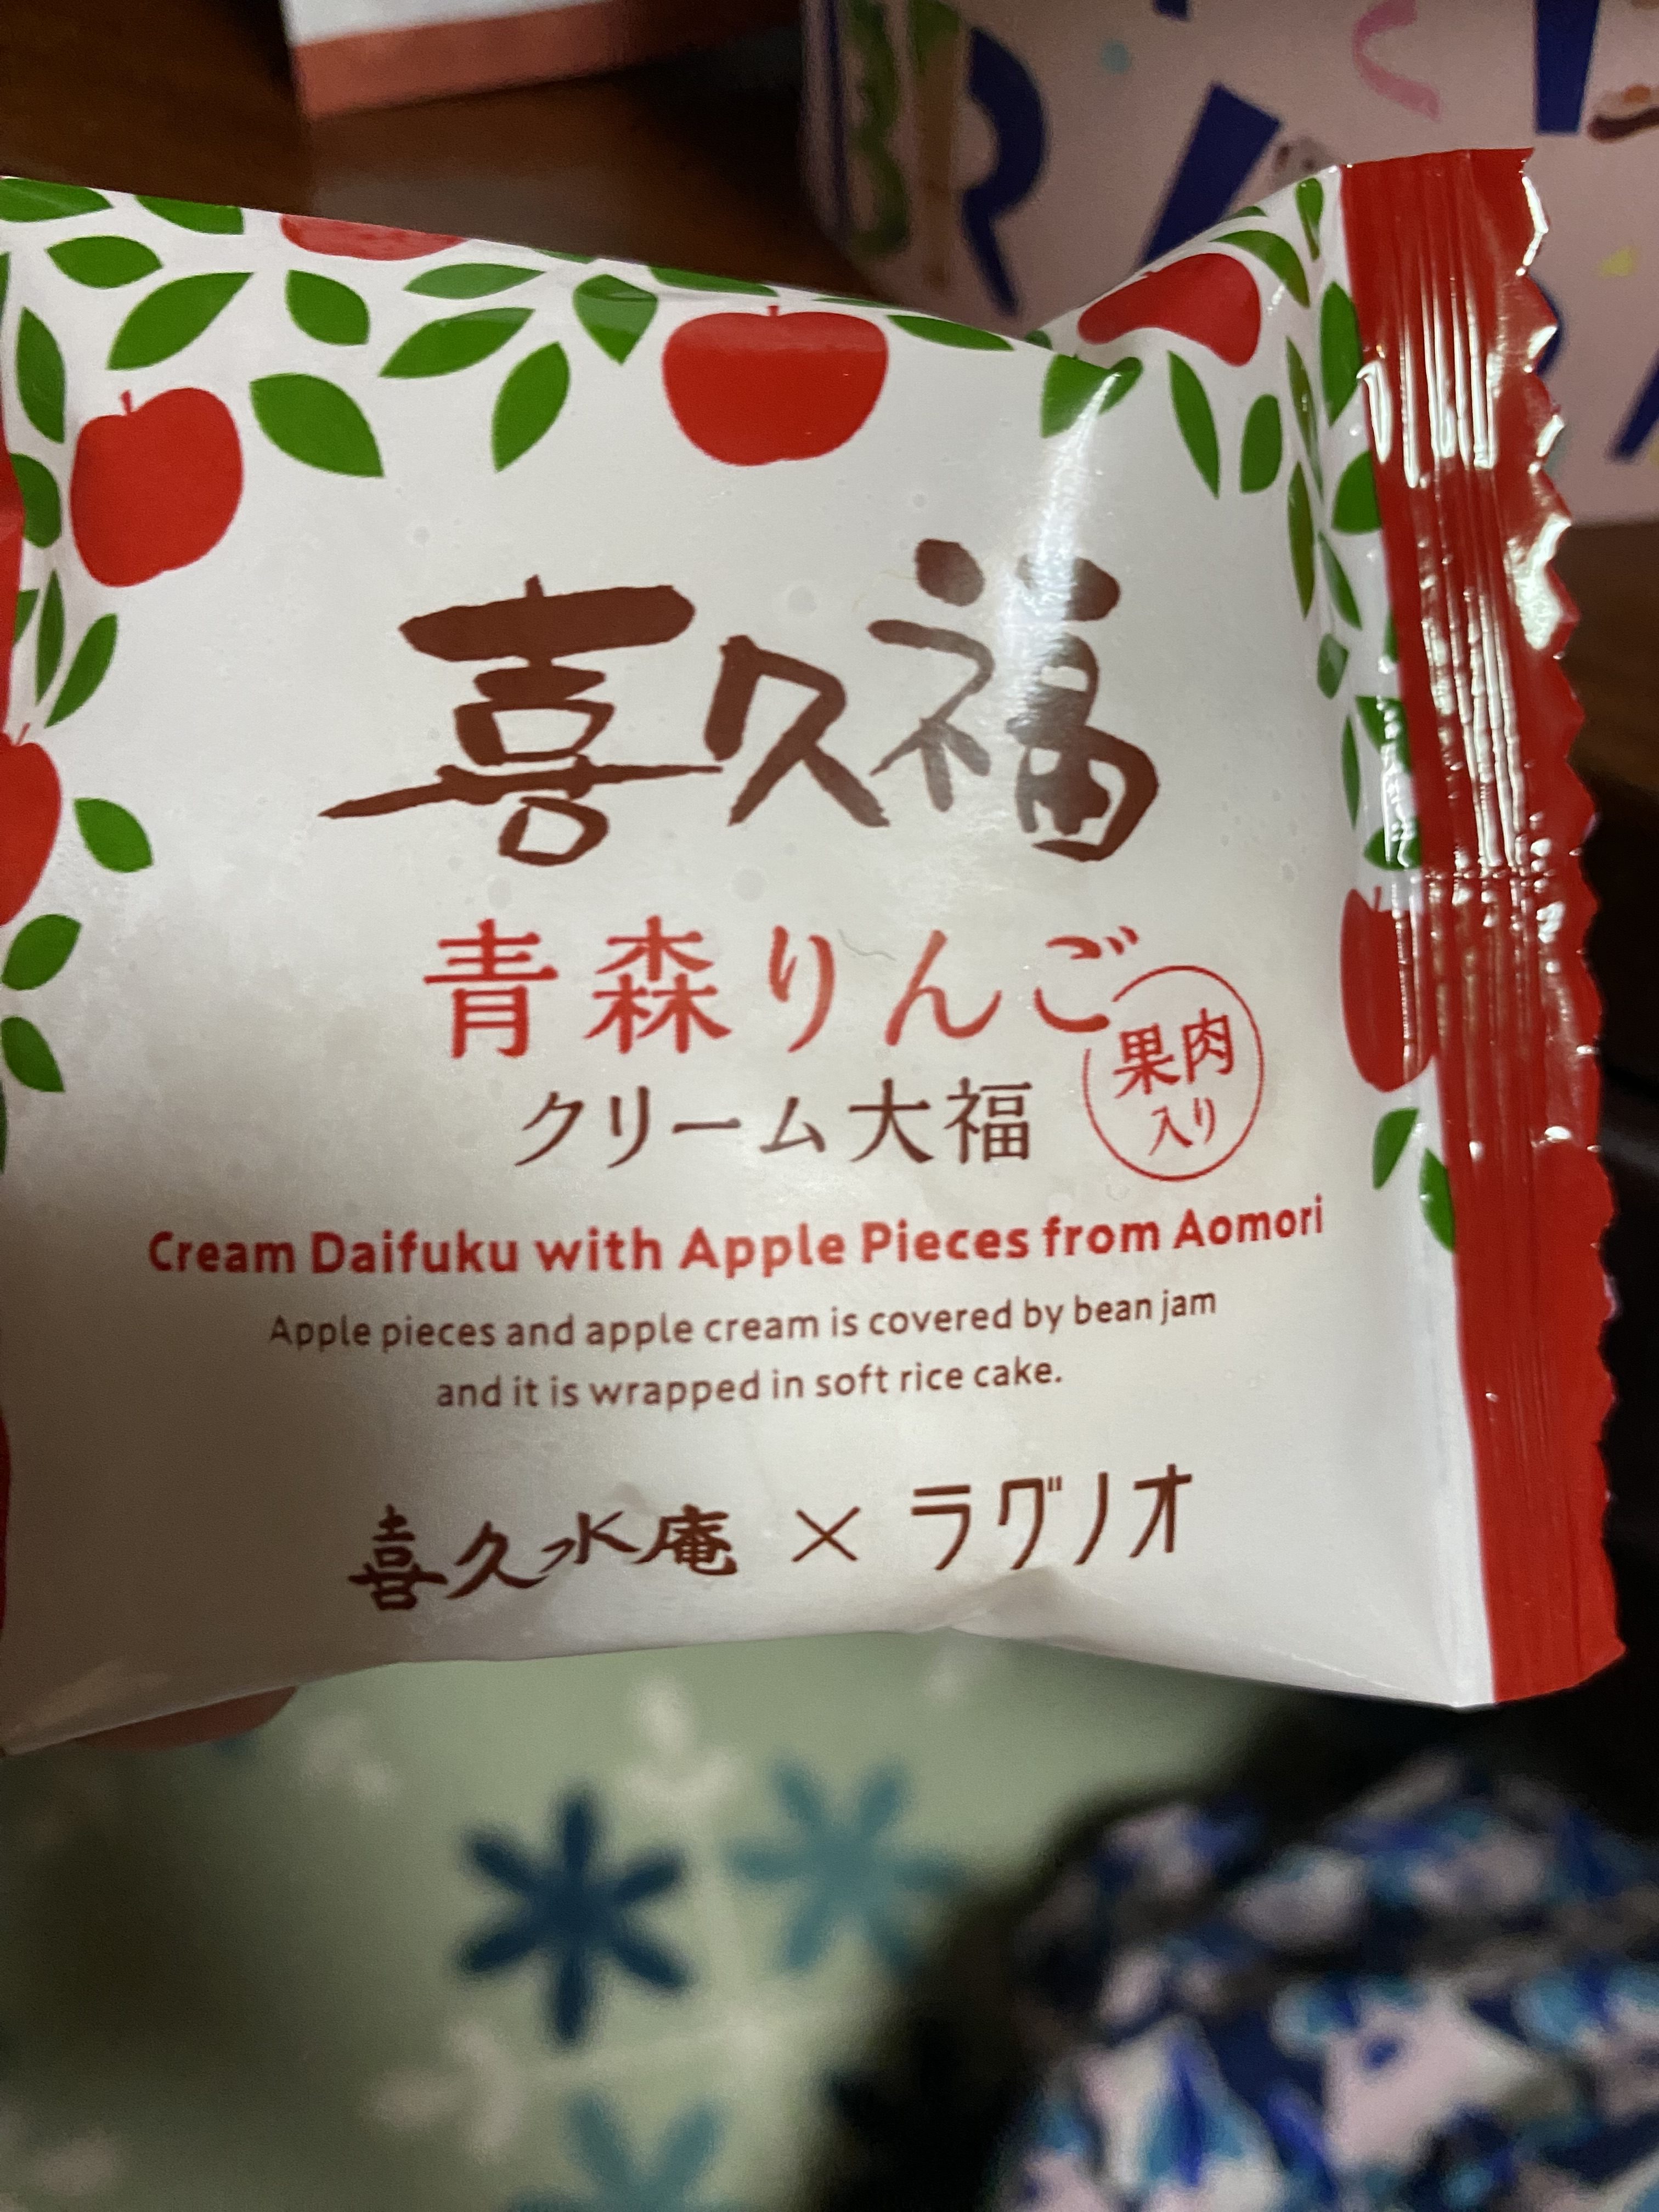 喜久福
青森りんご
果肉
入り
クリーム大福
Cream Daifuku with Apple Pieces from Aomori
Apple pieces and apple cream is covered by bean jam
and it is wrapped in soft rice cake.
喜久水庵 × ラグノオ